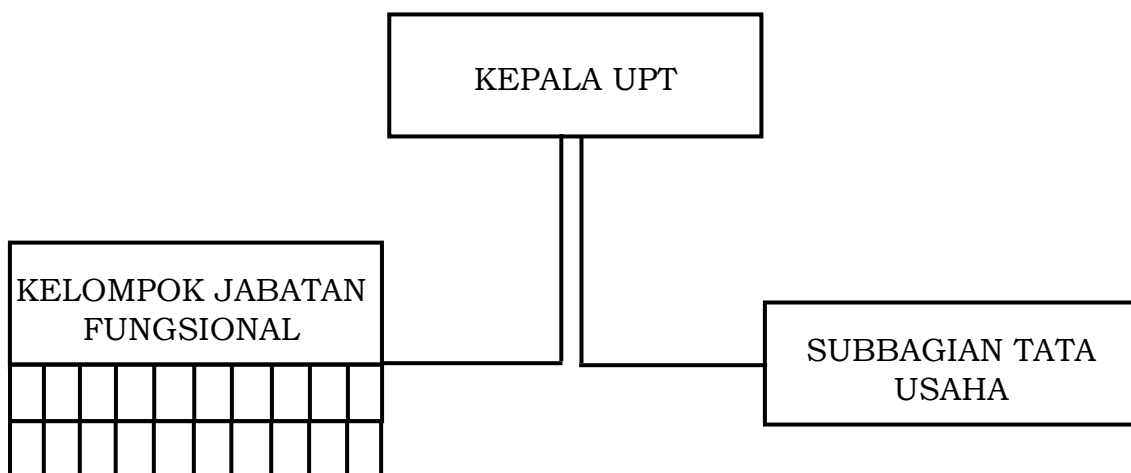 KEPALA UPT
KELOMPOK JABATAN
FUNGSIONAL
SUBBAGIAN TATA
USAHA